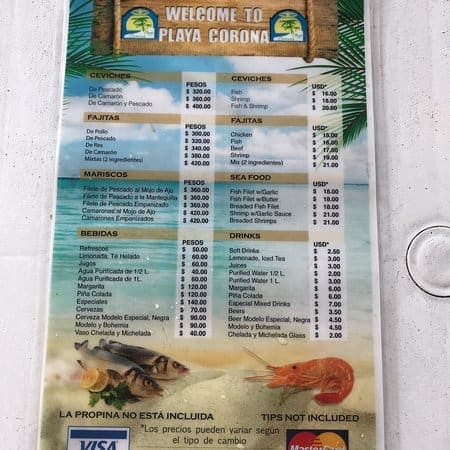 WELCOME TO
PLAYA CORONA
CEVICHES PESOS
De Pescado $ 320.00
De Camarón $ 360.00
De Camarón y Pescado $ 400.00
FAJITAS PESOS
De Pollo $ 300.00
De Pescado $ 320.00
De Res $ 340.00
De Camarón $ 380.00
Mixtas (2 ingredientes) $ 420.00
MARISCOS PESOS
Filete de Pescado al Mojo de Ajo $ 360.00
Filete de Pescado a la Mantequilla $ 360.00
Filete de Pescado Empanizado $ 360.00
Camarones al Mojo de Ajo $ 420.00
Camarones Empanizados $ 420.00
BEBIDAS PESOS
Refrescos $ 50.00
Limonada, Té Helado $ 60.00
Jugos $ 60.00
Agua Purificada de 1/2 L. $ 40.00
Agua Purificada de 1L. $ 60.00
Margarita $ 120.00
Piña Colada $ 120.00
Especiales $ 140.00
Cervezas $ 70.00
Cerveza Modelo Especial, Negra $ 90.00
Modelo y Bohemia $ 90.00
Vaso Chelada y Michelada $ 40.00
CEVICHES USD*
Fish $ 16.00
Shrimp $ 18.00
Fish & Shrimp $ 20.00
FAJITAS USD*
Chicken $ 15.00
Fish $ 16.00
Beef $ 17.00
Shrimp $ 19.00
Mix (2 ingredients) $ 21.00
SEA FOOD USD*
Fish Filet w/Garlic $ 18.00
Fish Filet w/Butter $ 18.00
Breaded Fish Filet $ 18.00
Shrimp w/Garlic Sauce $ 21.00
Breaded Shrimps $ 21.00
DRINKS USD*
Soft Drinks $ 2.50
Lemonade, Iced Tea $ 3.00
Juices $ 3.00
Purified Water 1/2 L. $ 2.00
Purified Water 1 L. $ 3.00
Margarita $ 6.00
Piña Colada $ 6.00
Especial Mixed Drinks $ 7.00
Beers $ 3.50
Beer Modelo Especial, Negra $ 4.50
Modelo y Bohemia $ 4.50
Chelada y Michelada Glass $ 2.00
LA PROPINA NO ESTÁ INCLUIDA
TIPS NOT INCLUDED
*Los precios pueden variar según
el tipo de cambio
VISA
MasterCard